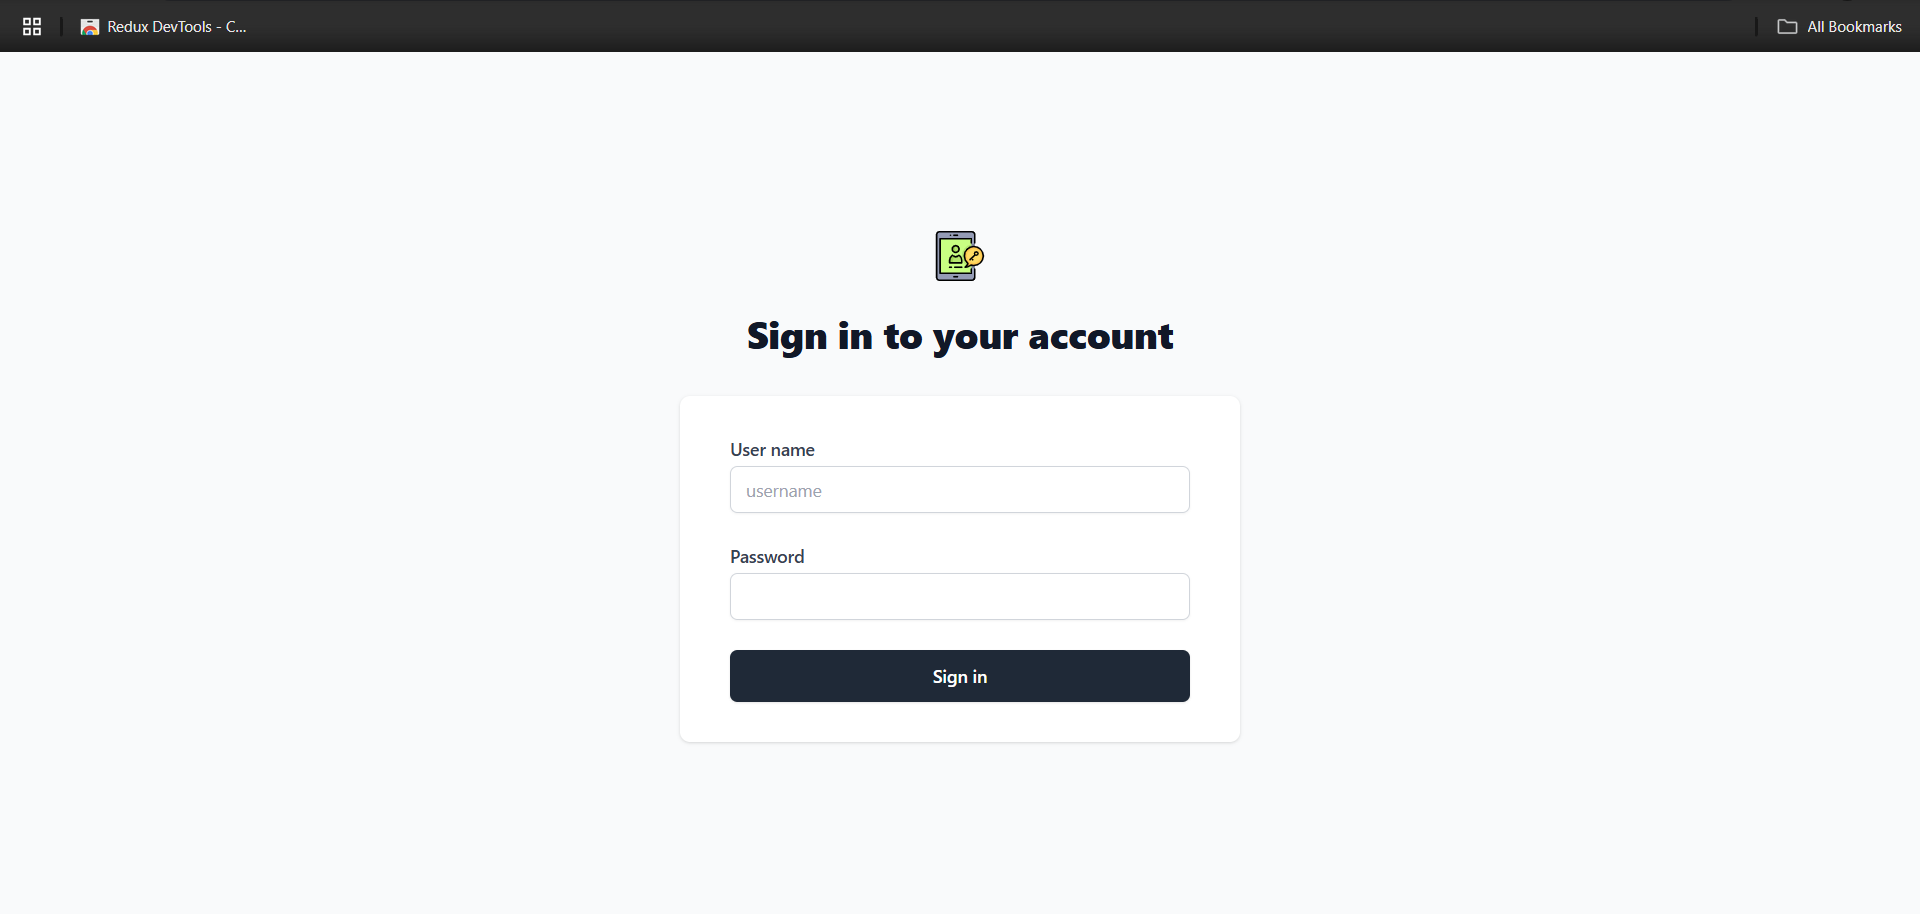 Redux DevTools - C...
All Bookmarks
Sign in to your account
User name
username
Password
Sign in